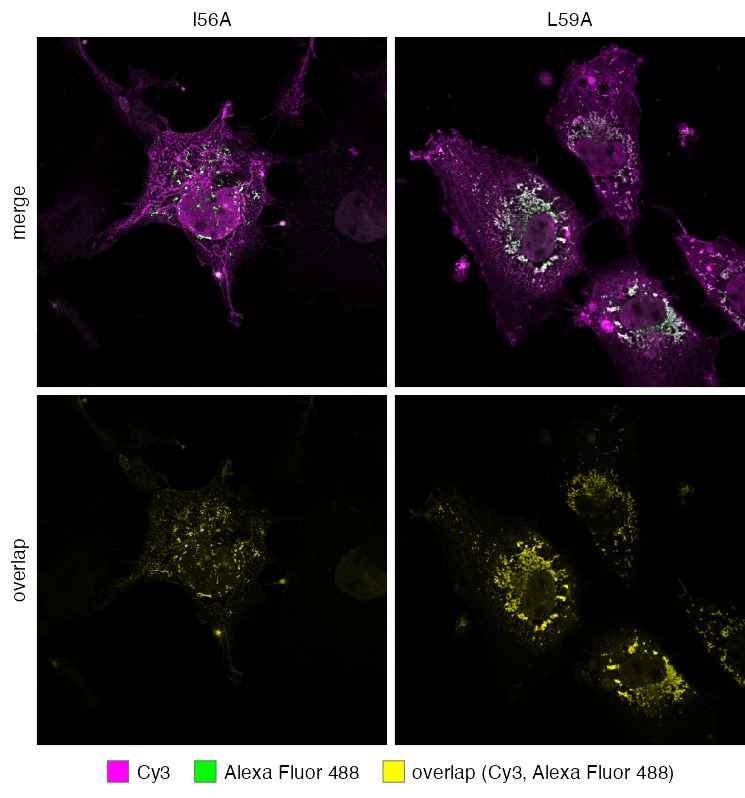 I56A
L59A
merge
overlap
Cy3
Alexa Fluor 488
overlap (Cy3, Alexa Fluor 488)